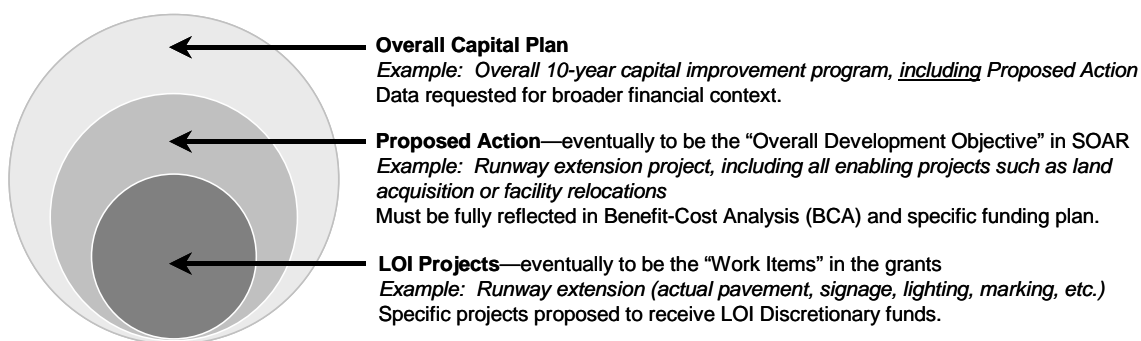 Overall Capital Plan
Example: Overall 10-year capital improvement program, including Proposed Action
Data requested for broader financial context.
Proposed Action—eventually to be the “Overall Development Objective” in SOAR
Example: Runway extension project, including all enabling projects such as land
acquisition or facility relocations
Must be fully reflected in Benefit-Cost Analysis (BCA) and specific funding plan.
LOI Projects—eventually to be the “Work Items” in the grants
Example: Runway extension (actual pavement, signage, lighting, marking, etc.)
Specific projects proposed to receive LOI Discretionary funds.